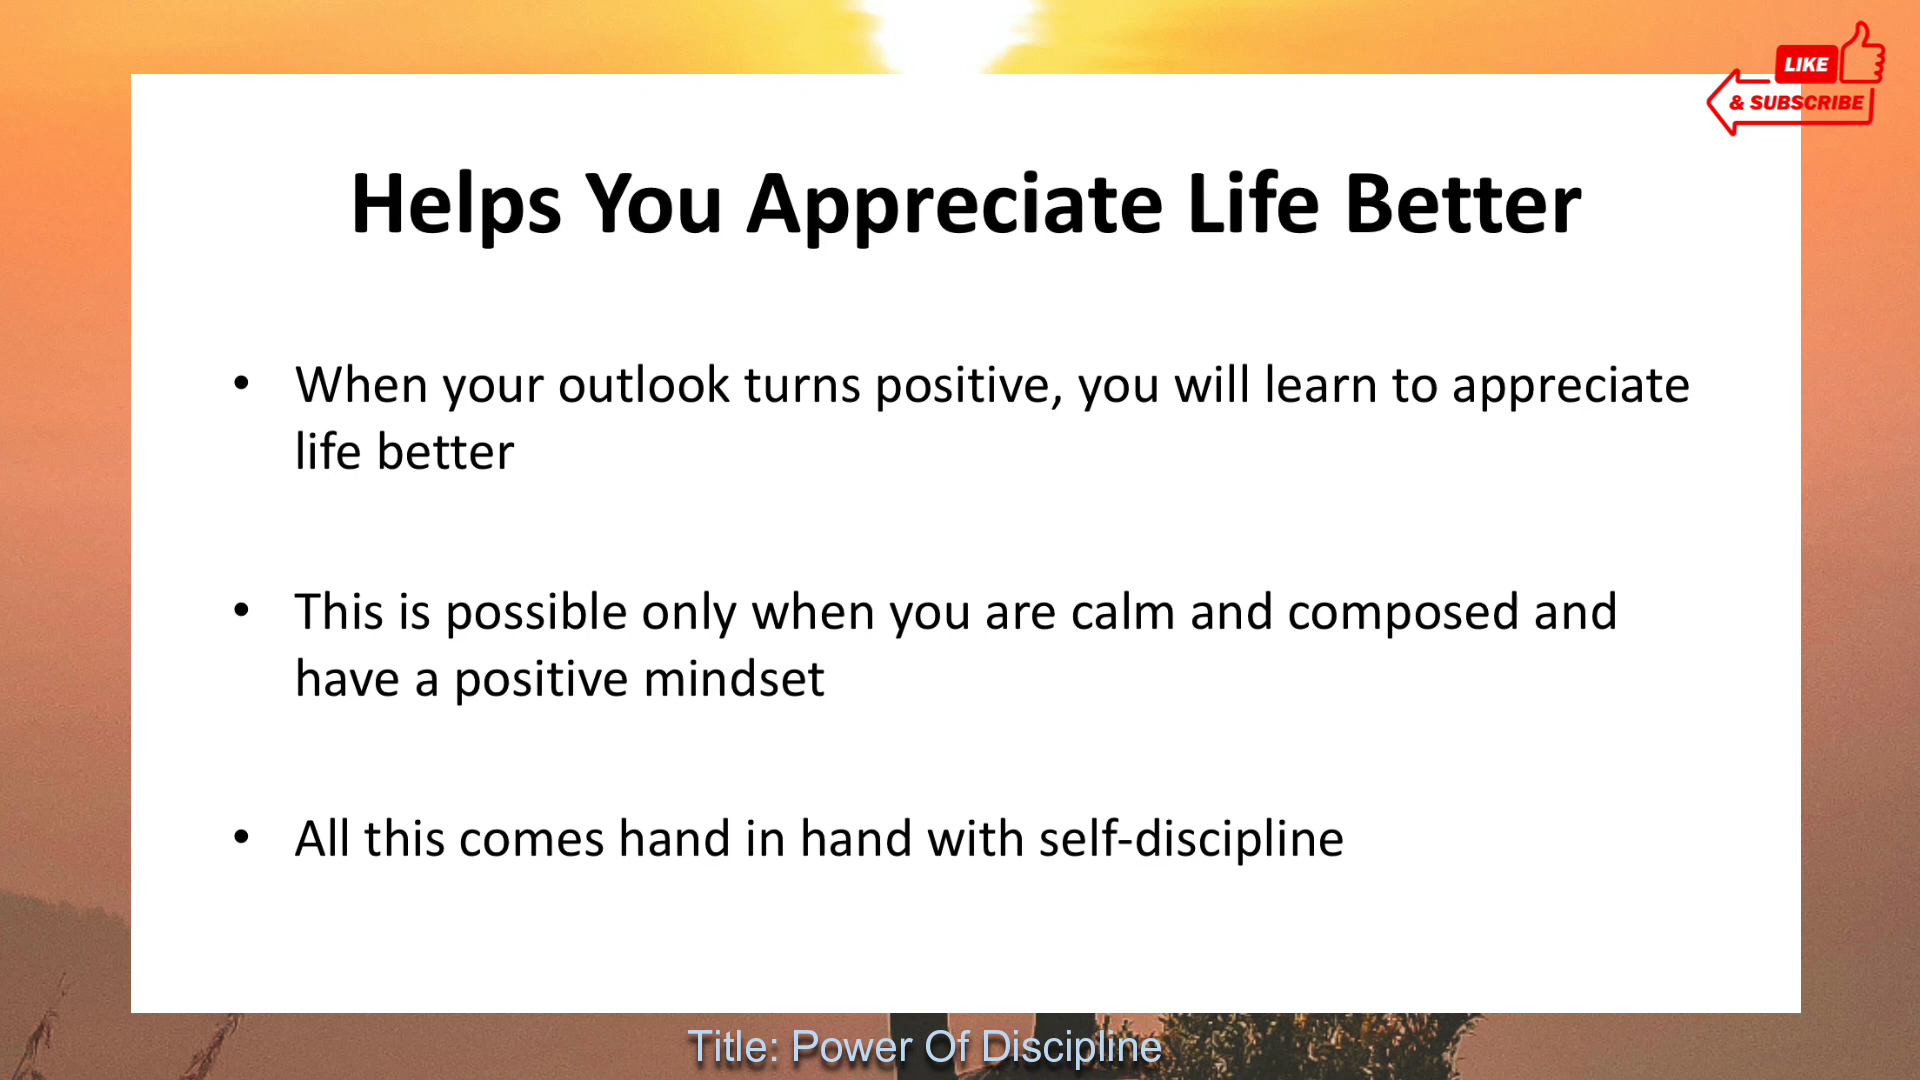 LIKE
& SUBSCRIBE
Helps You Appreciate Life Better
• When your outlook turns positive, you will learn to appreciate
life better
• This is possible only when you are calm and composed and
have a positive mindset
• All this comes hand in hand with self-discipline
Title: Power Of Discipline